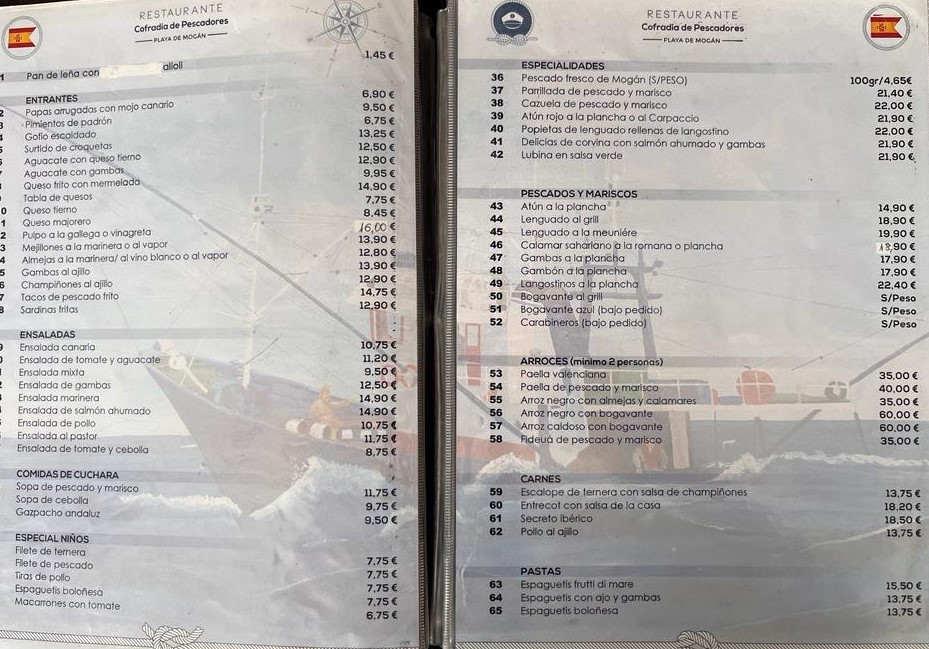 RESTAURANTE
Cofradía de Pescadores
PLAYA DE MOGÁN
Pan de leña con alioli 1,45 €
ENTRANTES
Papas arrugadas con mojo canario 6,90 €
Pimientos de padrón 9,50 €
Gofio escaldado 6,75 €
Surtido de croquetas 13,25 €
Aguacate con queso tierno 12,50 €
Aguacate con gambas 12,90 €
Queso frito con mermelada 9,95 €
Tabla de quesos 14,90 €
Queso tierno 7,75 €
Queso majorero 8,45 €
Pulpo a la gallega o vinagreta 16,00 €
Mejillones a la marinera o al vapor 13,90 €
Almejas a la marinera/ al vino blanco o al vapor 12,80 €
Gambas al ajillo 13,90 €
Champiñones al ajillo 12,90 €
Tacos de pescado frito 14,75 €
Sardinas fritas 12,90 €
ENSALADAS
Ensalada canaria 10,75 €
Ensalada de tomate y aguacate 11,20 €
Ensalada mixta 9,50 €
Ensalada de gambas 12,50 €
Ensalada marinera 14,90 €
Ensalada de salmón ahumado 14,90 €
Ensalada de pollo 10,75 €
Ensalada al pastor 11,75 €
Ensalada de tomate y cebolla 8,75 €
COMIDAS DE CUCHARA
Sopa de pescado y marisco 11,75 €
Sopa de cebolla 9,75 €
Gazpacho andaluz 9,50 €
ESPECIAL NIÑOS
Filete de ternera 7,75 €
Filete de pescado 7,75 €
Tiras de pollo 7,75 €
Espaguetis boloñesa 7,75 €
Macarrones con tomate 6,75 €
RESTAURANTE
Cofradía de Pescadores
PLAYA DE MOGÁN
ESPECIALIDADES
36 Pescado fresco de Mogán (S/PESO) 100gr/4,65€
37 Parrillada de pescado y marisco 21,40 €
38 Cazuela de pescado y marisco 22,00 €
39 Atún rojo a la plancha o al Carpaccio 21,90 €
40 Popietas de lenguado rellenas de langostino 22,00 €
41 Delicias de corvina con salmón ahumado y gambas 21,90 €
42 Lubina en salsa verde 21,90 €
PESCADOS Y MARISCOS
43 Atún a la plancha 14,90 €
44 Lenguado al grill 18,90 €
45 Lenguado a la meuniére 19,90 €
46 Calamar sahariano a la romana o plancha 18,90 €
47 Gambas a la plancha 17,90 €
48 Gambón a la plancha 17,90 €
49 Langostinos a la plancha 22,40 €
50 Bogavante al grill S/Peso
51 Bogavante azul (bajo pedido) S/Peso
52 Carabineros (bajo pedido) S/Peso
ARROCES (mínimo 2 personas)
53 Paella valenciana 35,00 €
54 Paella de pescado y marisco 40,00 €
55 Arroz negro con almejas y calamares 35,00 €
56 Arroz negro con bogavante 60,00 €
57 Arroz caldoso con bogavante 60,00 €
58 Fideuá de pescado y marisco 35,00 €
CARNES
59 Escalope de ternera con salsa de champiñones 13,75 €
60 Entrecot con salsa de la casa 18,20 €
61 Secreto ibérico 18,50 €
62 Pollo al ajillo 13,75 €
PASTAS
63 Espaguetis frutti di mare 15,50 €
64 Espaguetis con ajo y gambas 13,75 €
65 Espaguetis boloñesa 13,75 €